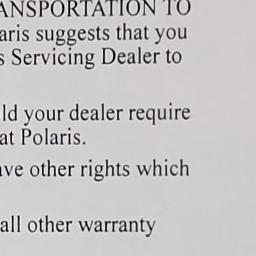 ANSPORTATION TO
aris suggests that you
s Servicing Dealer to
ld your dealer require
at Polaris.
ave other rights which
all other warranty